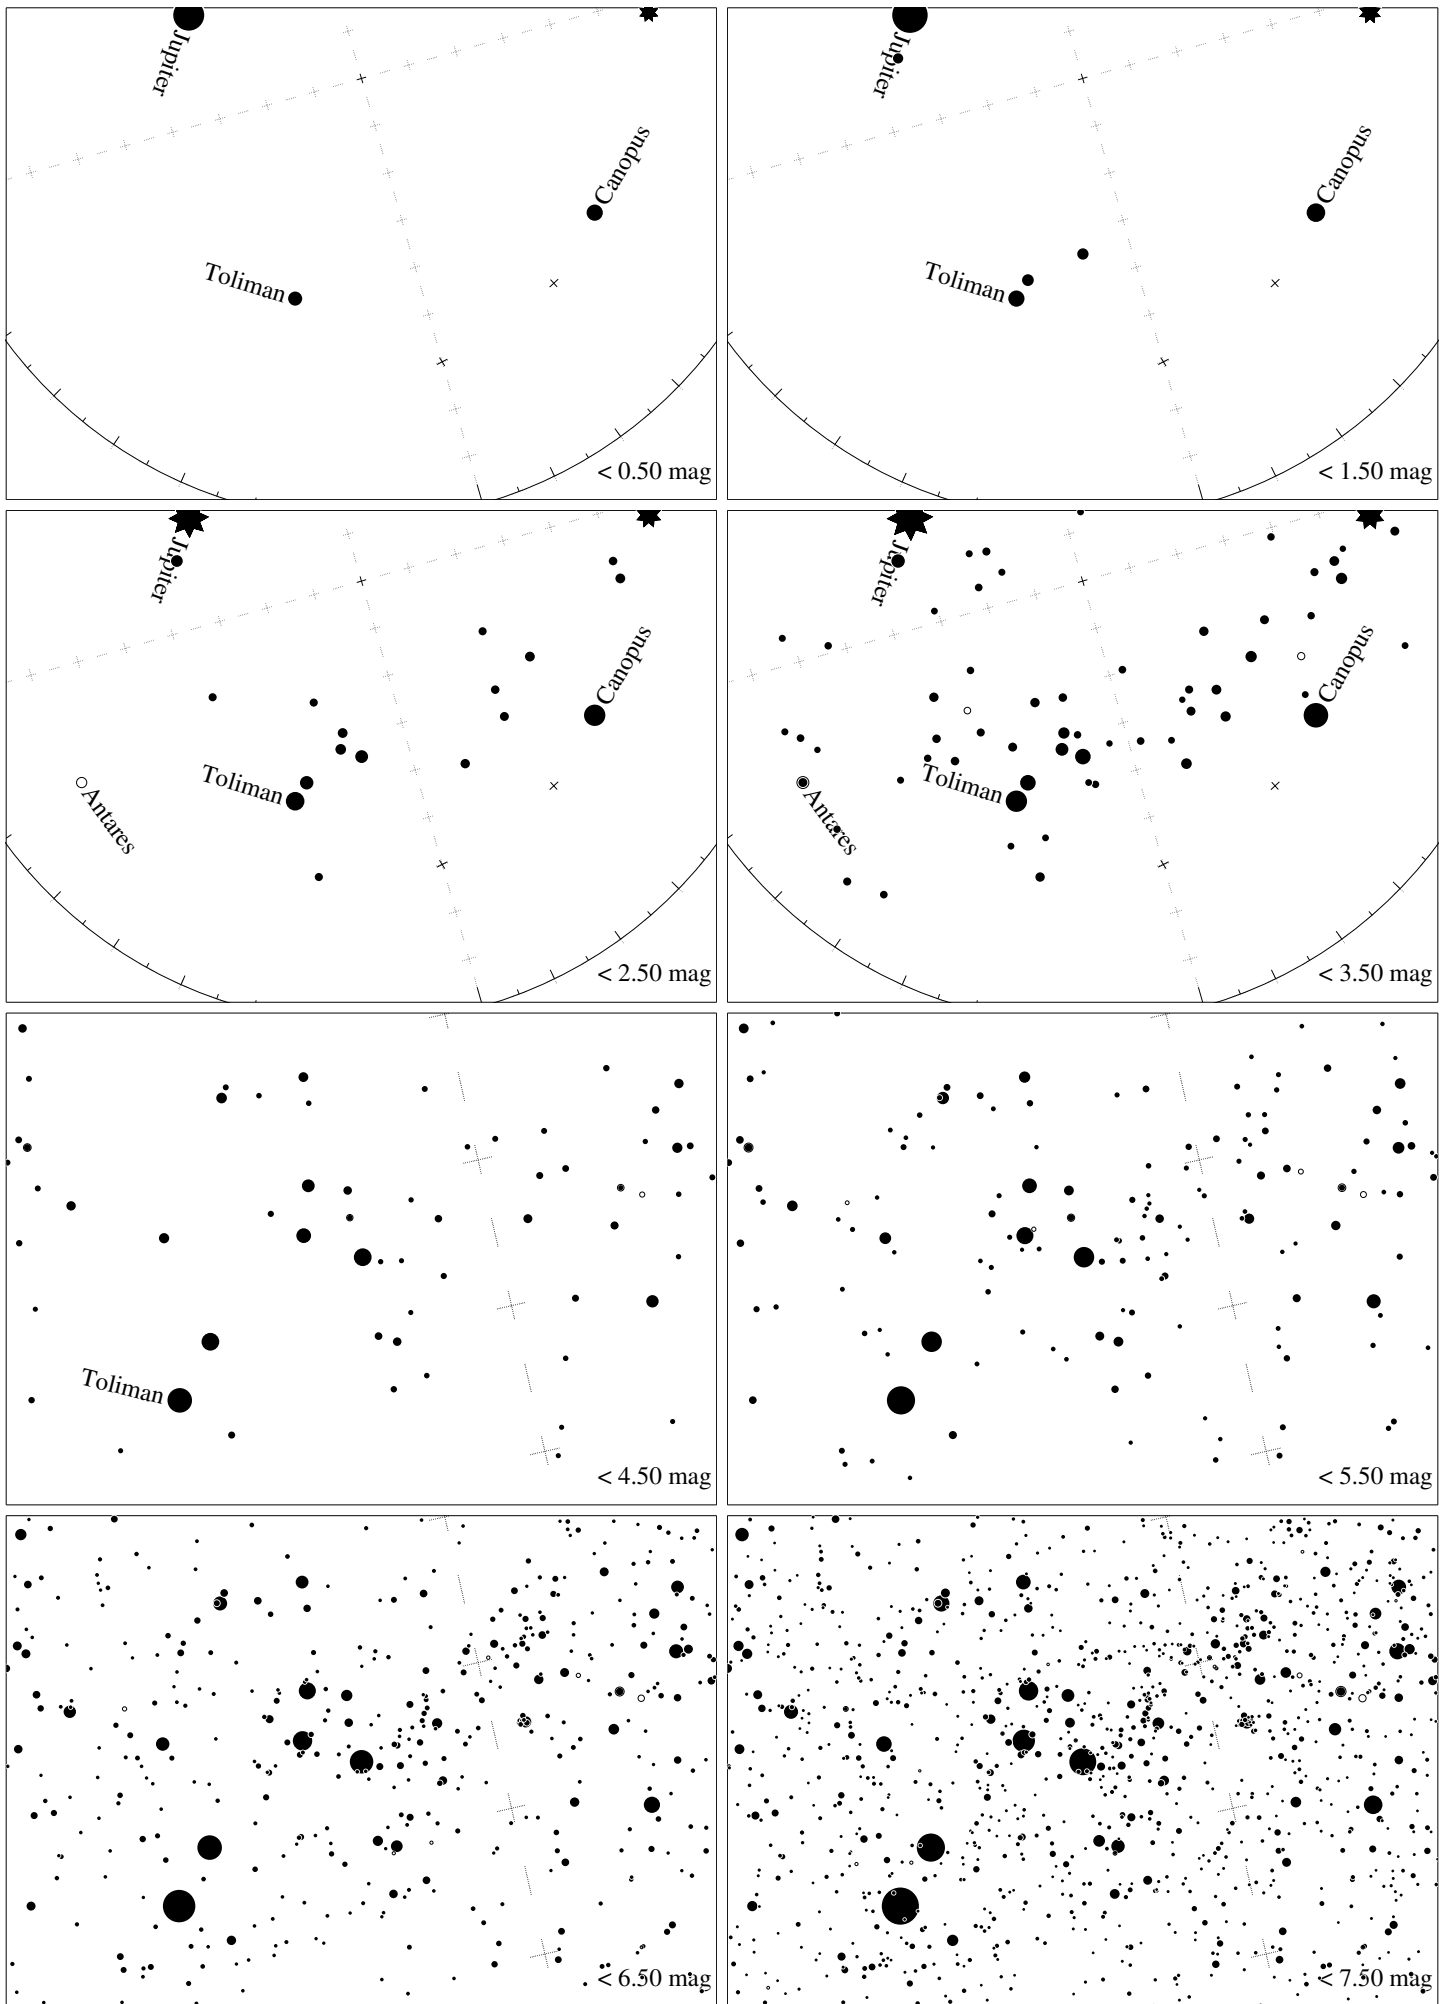 Jupiter
Canopus
Toliman
< 0.50 mag
Jupiter
Canopus
Toliman
< 1.50 mag
Jupiter
Canopus
Toliman
Antares
< 2.50 mag
Jupiter
Canopus
Toliman
Antares
< 3.50 mag
Toliman
< 4.50 mag
< 5.50 mag
< 6.50 mag
< 7.50 mag